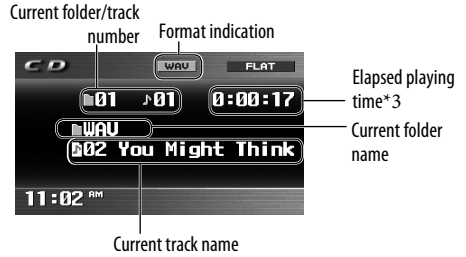 Current folder/track
number
Format indication
CD
WAV
FLAT
01 01 0:00:17
Elapsed playing
time*3
WAV
Current folder
name
02 You Might Think
11:02 AM
Current track name